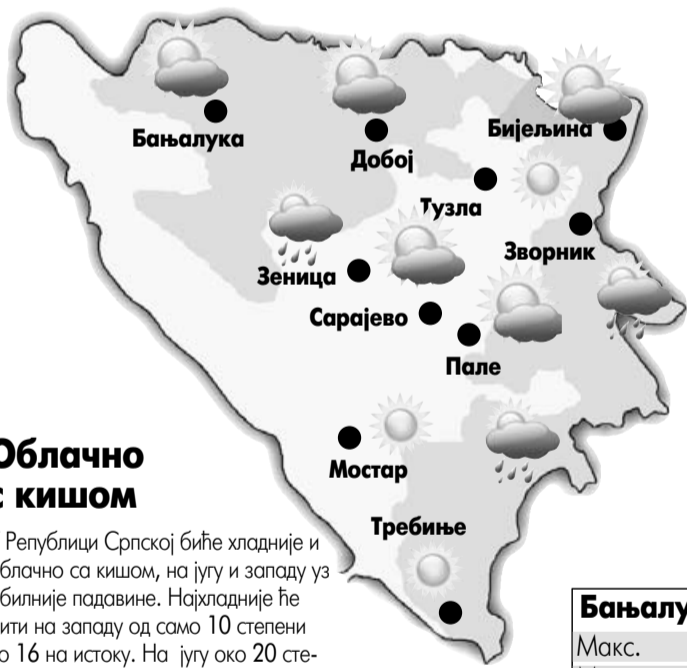 Бањалука
Добој
Бијељина
Тузла
Зворник
Зеница
Сарајево
Пале
Мостар
Требиње
Облачно
с кишом
Републици Српској биће хладније и
блачно са кишом, на југу и западу уз
билније падавине. Најхладније ће
ити на западу од само 10 степени
о 16 на истоку. На југу око 20 сте-
Бањалу
Макс.